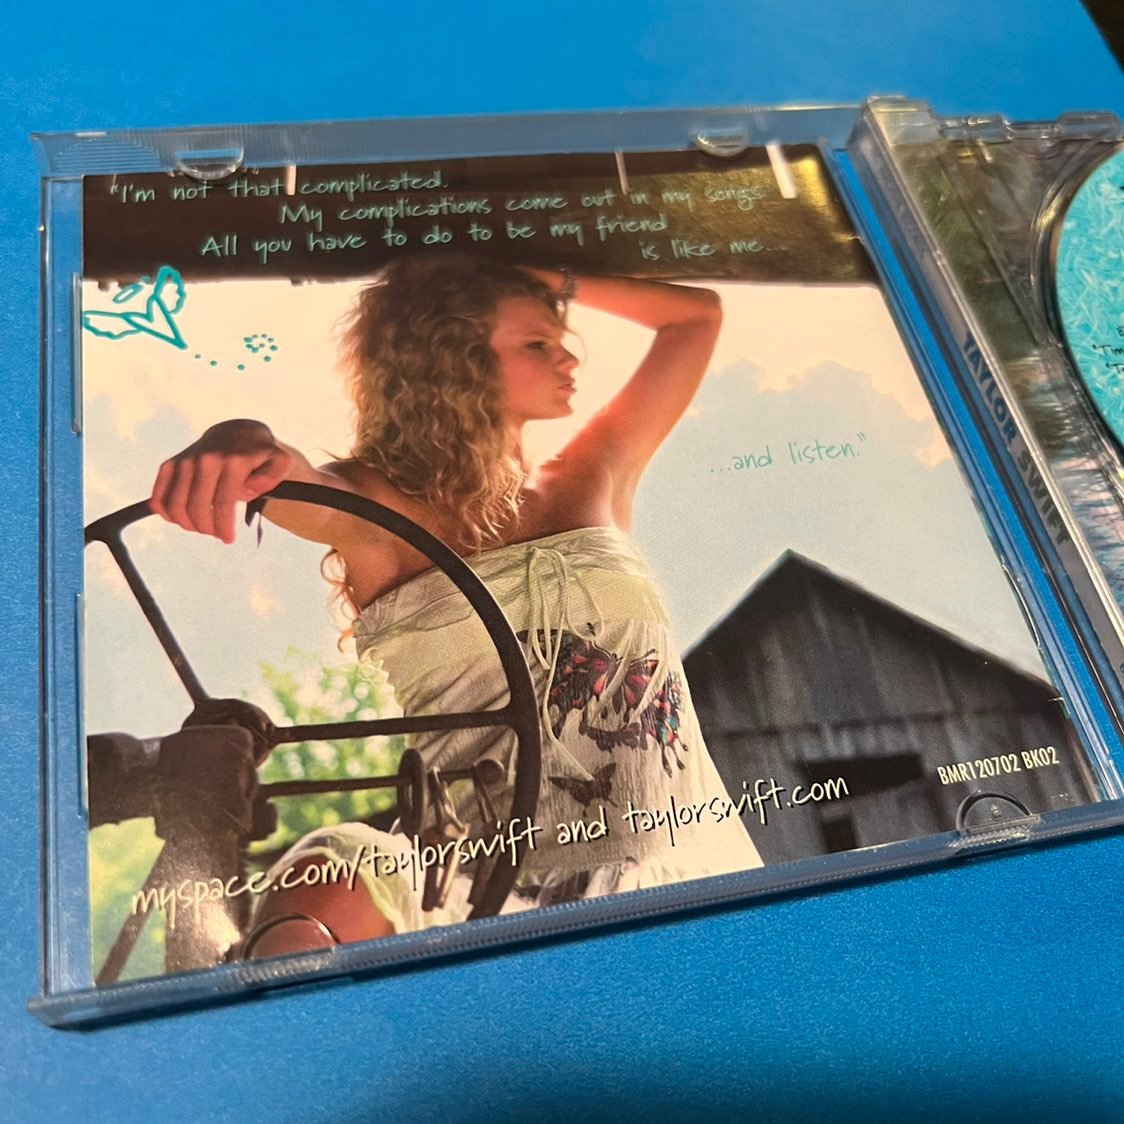 "I'm not that complicated.
My complications come out in my songs.
All you have to do to be my friend
is like me...
...and listen."
myspace.com/taylorswift and taylorswift.com
BMR120702 BK02
TAYLOR SWIFT